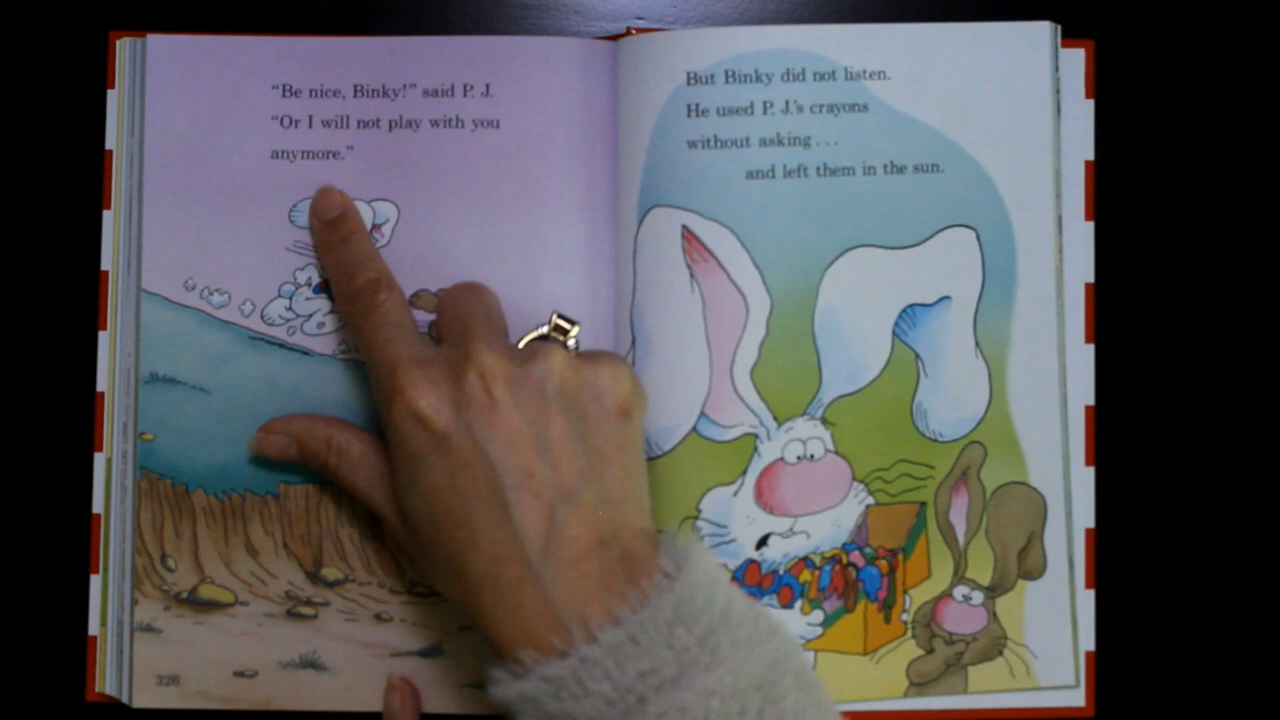 “Be nice, Binky!” said P. J.
“Or I will not play with you
anymore.”
326
But Binky did not listen.
He used P. J.’s crayons
without asking . . .
and left them in the sun.